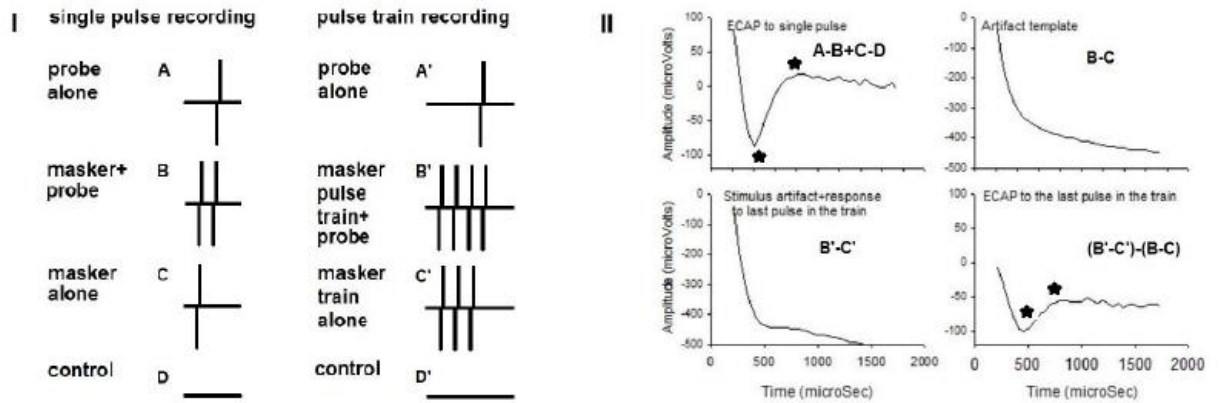 I
single pulse recording
pulse train recording
probe
alone
A
probe
alone
A'
masker+
probe
B
masker
pulse
train+
probe
B'
masker
alone
C
masker
train
alone
C'
control
D
control
D'
II
ECAP to single pulse
A-B+C-D
100
50
0
-50
-100
Amplitude (microVolts)
Artifact template
B-C
0
-100
-200
-300
-400
-500
Stimulus artifact+response
to last pulse in the train
B'-C'
0
-100
-200
-300
-400
-500
Amplitude (microVolts)
0
500
1000
1500
2000
Time (microSec)
ECAP to the last pulse in the train
(B'-C')-(B-C)
100
50
0
-50
-100
0
500
1000
1500
2000
Time (microSec)